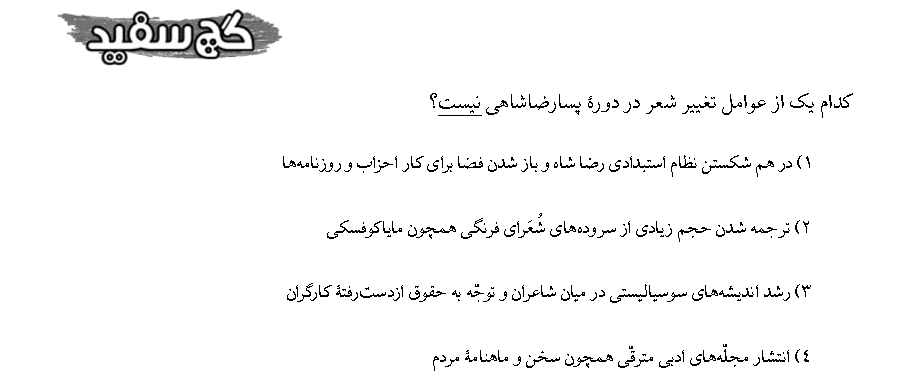 گچ سفید
کدام یک از عوامل تغییر شعر در دورهٔ پسارضاشاهی نیست؟
۱) در هم شکستن نظام استبدادی رضا شاه و باز شدن فضا برای کار احزاب و روزنامه‌ها
۲) ترجمه شدن حجم زیادی از سروده‌های شُعَرای فرنگی همچون مایاکوفسکی
۳) رشد اندیشه‌های سوسیالیستی در میان شاعران و توجّه به حقوق ازدست‌رفتهٔ کارگران
۴) انتشار مجلّه‌های ادبی مترقّی همچون سخن و ماهنامهٔ مردم